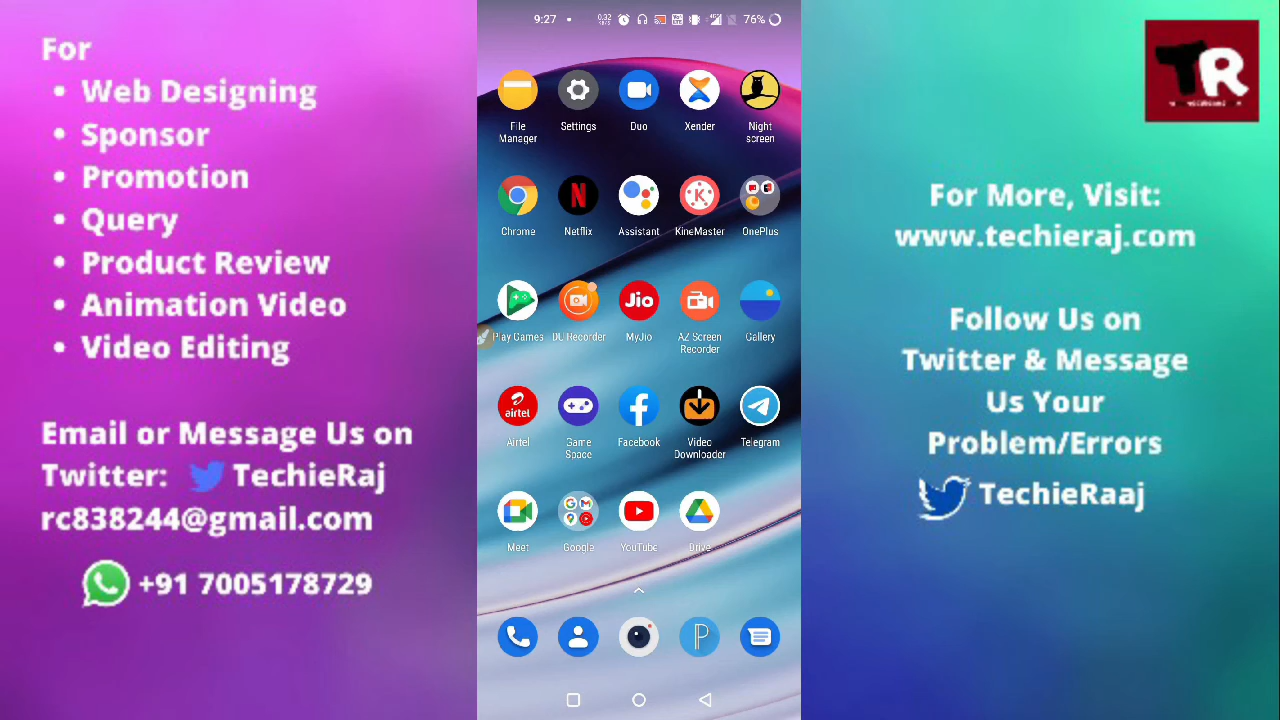 For
• Web Designing
• Sponsor
• Promotion
• Query
• Product Review
• Animation Video
• Video Editing
Email or Message Us on
Twitter: TechieRaj
rc838244@gmail.com
+91 7005178729
9:27
76%
File Manager
Settings
Duo
Xender
Night screen
Chrome
Netflix
Assistant
KineMaster
OnePlus
Jio
Play Games
DU Recorder
MyJio
AZ Screen Recorder
Gallery
airtel
Airtel
Game Space
Facebook
Video Downloader
Telegram
Meet
Google
YouTube
Drive
TR
For More, Visit:
www.techieraj.com
Follow Us on
Twitter & Message
Us Your
Problem/Errors
TechieRaaj